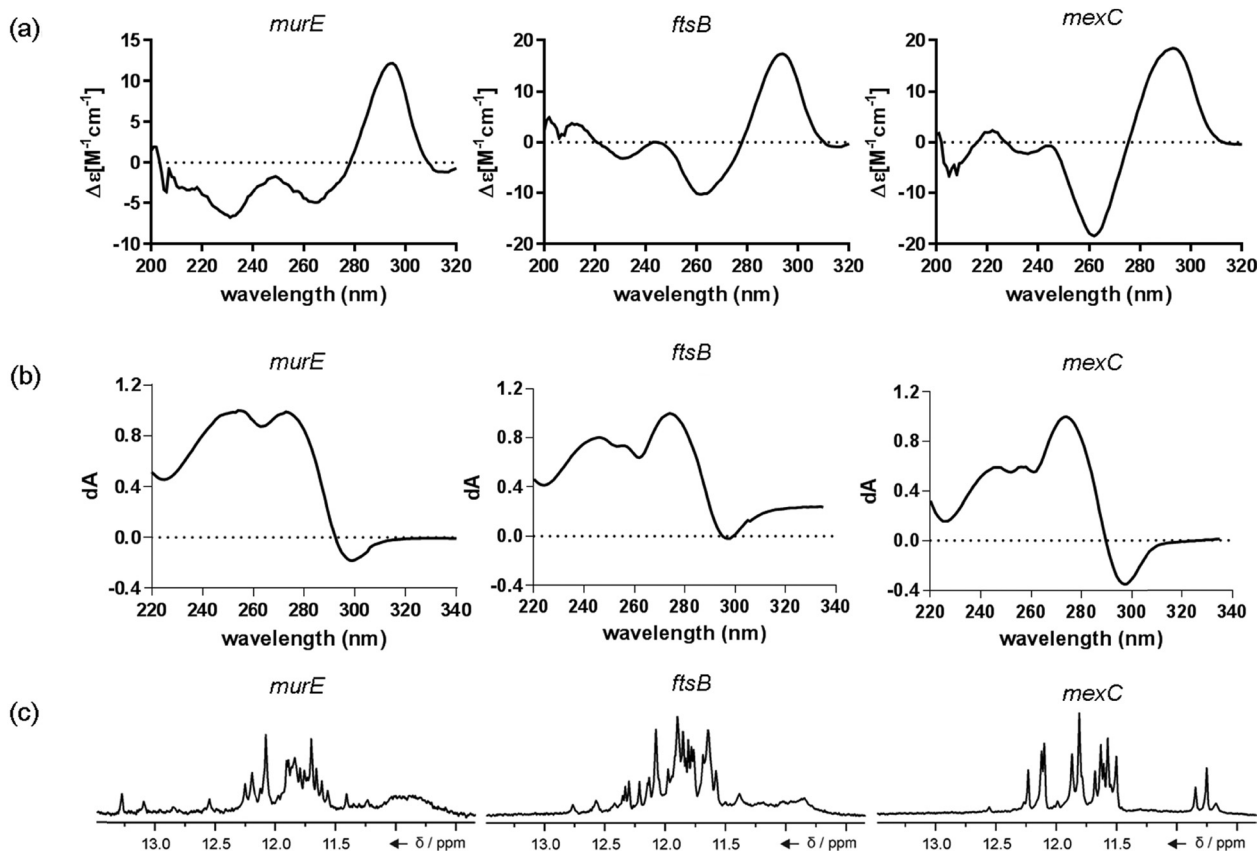 (a)
murE
ftsB
mexC
Δε[M⁻¹cm⁻¹]
15
10
5
0
-5
-10
200 220 240 260 280 300 320
wavelength (nm)
Δε[M⁻¹cm⁻¹]
20
10
0
-10
-20
200 220 240 260 280 300 320
wavelength (nm)
Δε[M⁻¹cm⁻¹]
20
10
0
-10
-20
200 220 240 260 280 300 320
wavelength (nm)
(b)
murE
ftsB
mexC
dA
1.2
0.8
0.4
0.0
-0.4
220 240 260 280 300 320 340
wavelength (nm)
dA
1.2
0.8
0.4
0.0
-0.4
220 240 260 280 300 320 340
wavelength (nm)
dA
1.2
0.8
0.4
0.0
-0.4
220 240 260 280 300 320 340
wavelength (nm)
(c)
murE
ftsB
mexC
13.0 12.5 12.0 11.5 ← δ / ppm
13.0 12.5 12.0 11.5 ← δ / ppm
13.0 12.5 12.0 11.5 ← δ / ppm